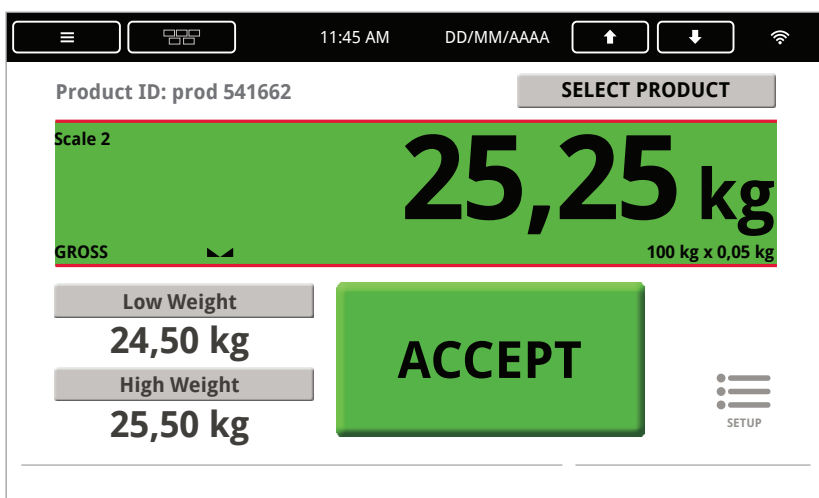 11:45 AM DD/MM/AAAA
Product ID: prod 541662
SELECT PRODUCT
Scale 2
25,25 kg
GROSS
100 kg x 0,05 kg
Low Weight
24,50 kg
High Weight
25,50 kg
ACCEPT
SETUP